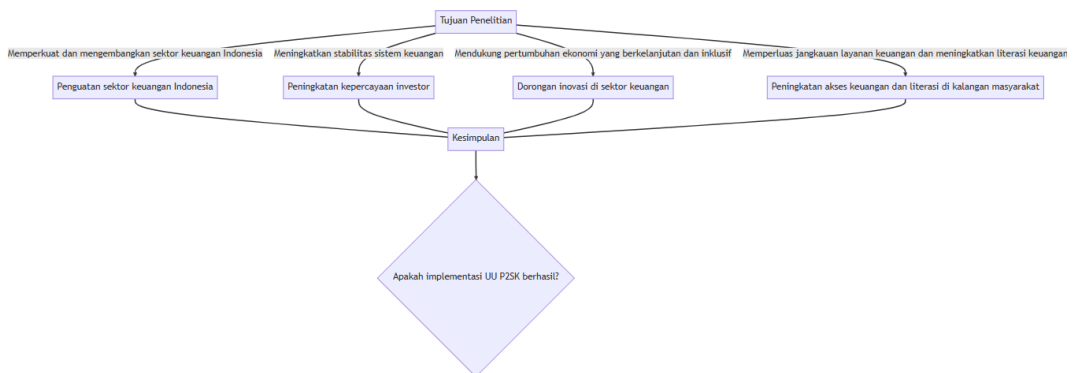 Tujuan Penelitian
Memperkuat dan mengembangkan sektor keuangan Indonesia
Meningkatkan stabilitas sistem keuangan
Mendukung pertumbuhan ekonomi yang berkelanjutan dan inklusif
Memperluas jangkauan layanan keuangan dan meningkatkan literasi keuangan
Penguatan sektor keuangan Indonesia
Peningkatan kepercayaan investor
Dorongan inovasi di sektor keuangan
Peningkatan akses keuangan dan literasi di kalangan masyarakat
Kesimpulan
Apakah implementasi UU P2SK berhasil?